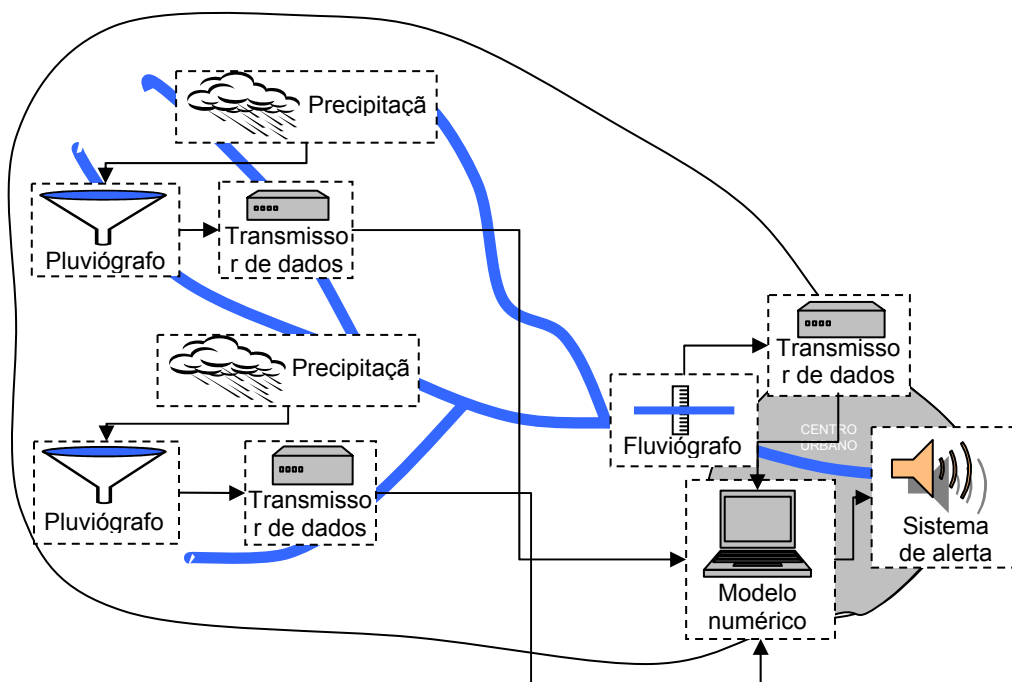 Precipitaçã
Pluviógrafo
Transmisso
r de dados
Precipitaçã
Pluviógrafo
Transmisso
r de dados
Transmisso
r de dados
Fluviógrafo
CENTRO
URBANO
Modelo
numérico
Sistema
de alerta